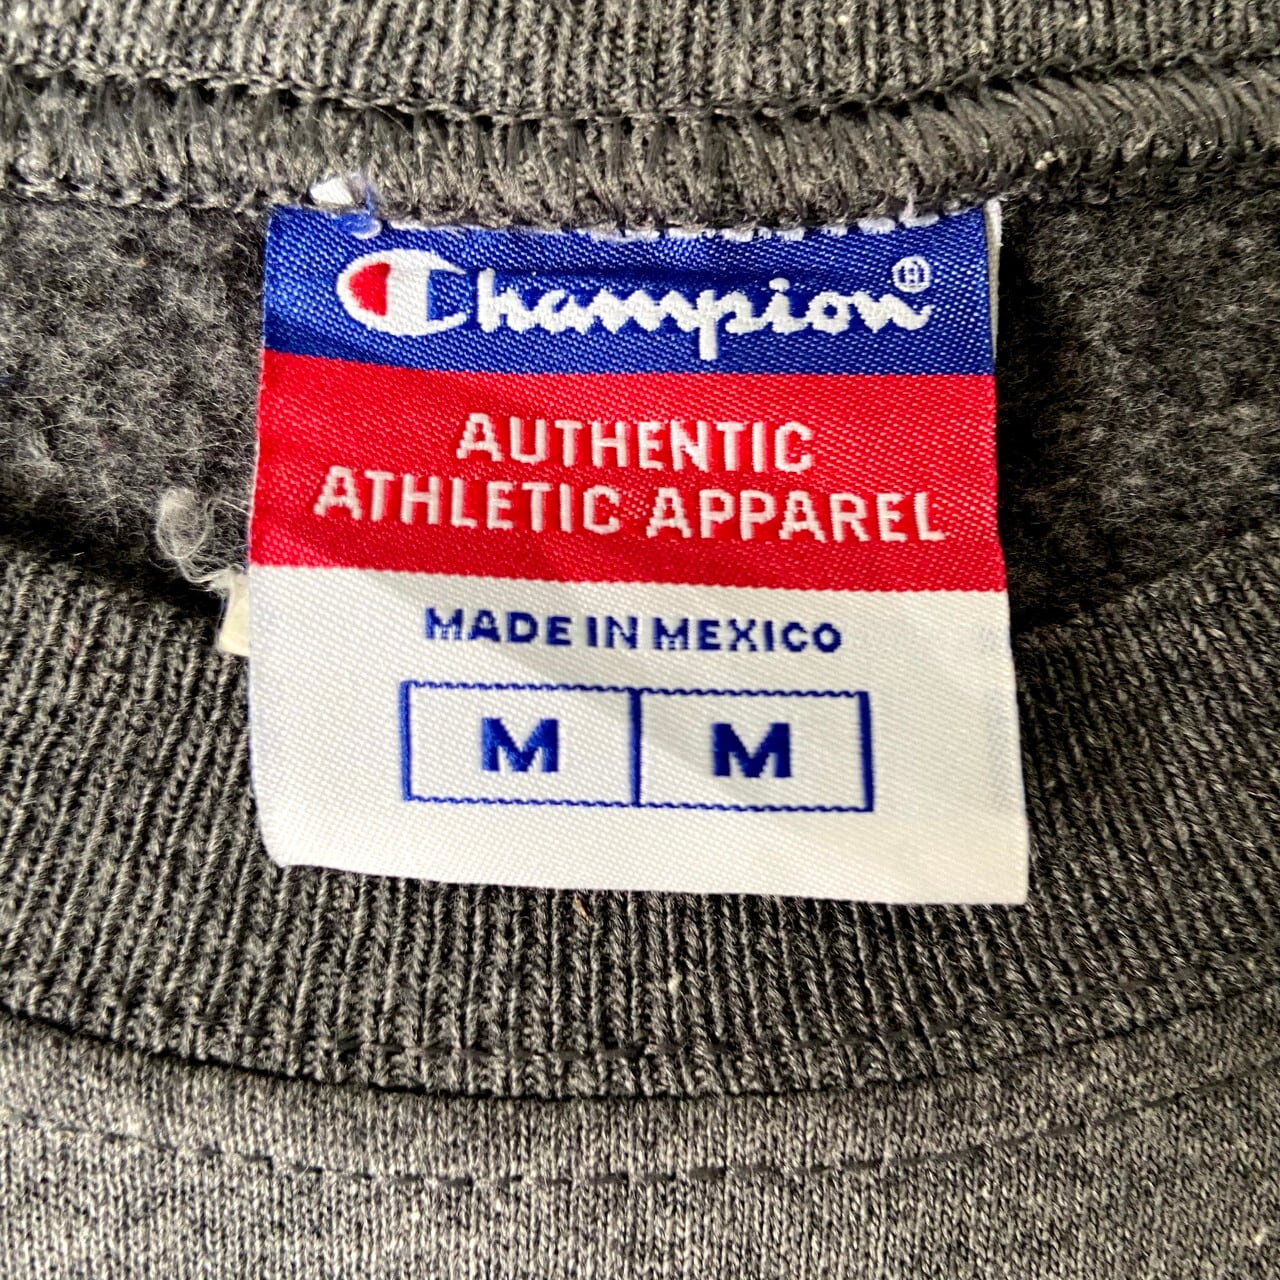 Champion®
AUTHENTIC
ATHLETIC APPAREL
MADE IN MEXICO
M M